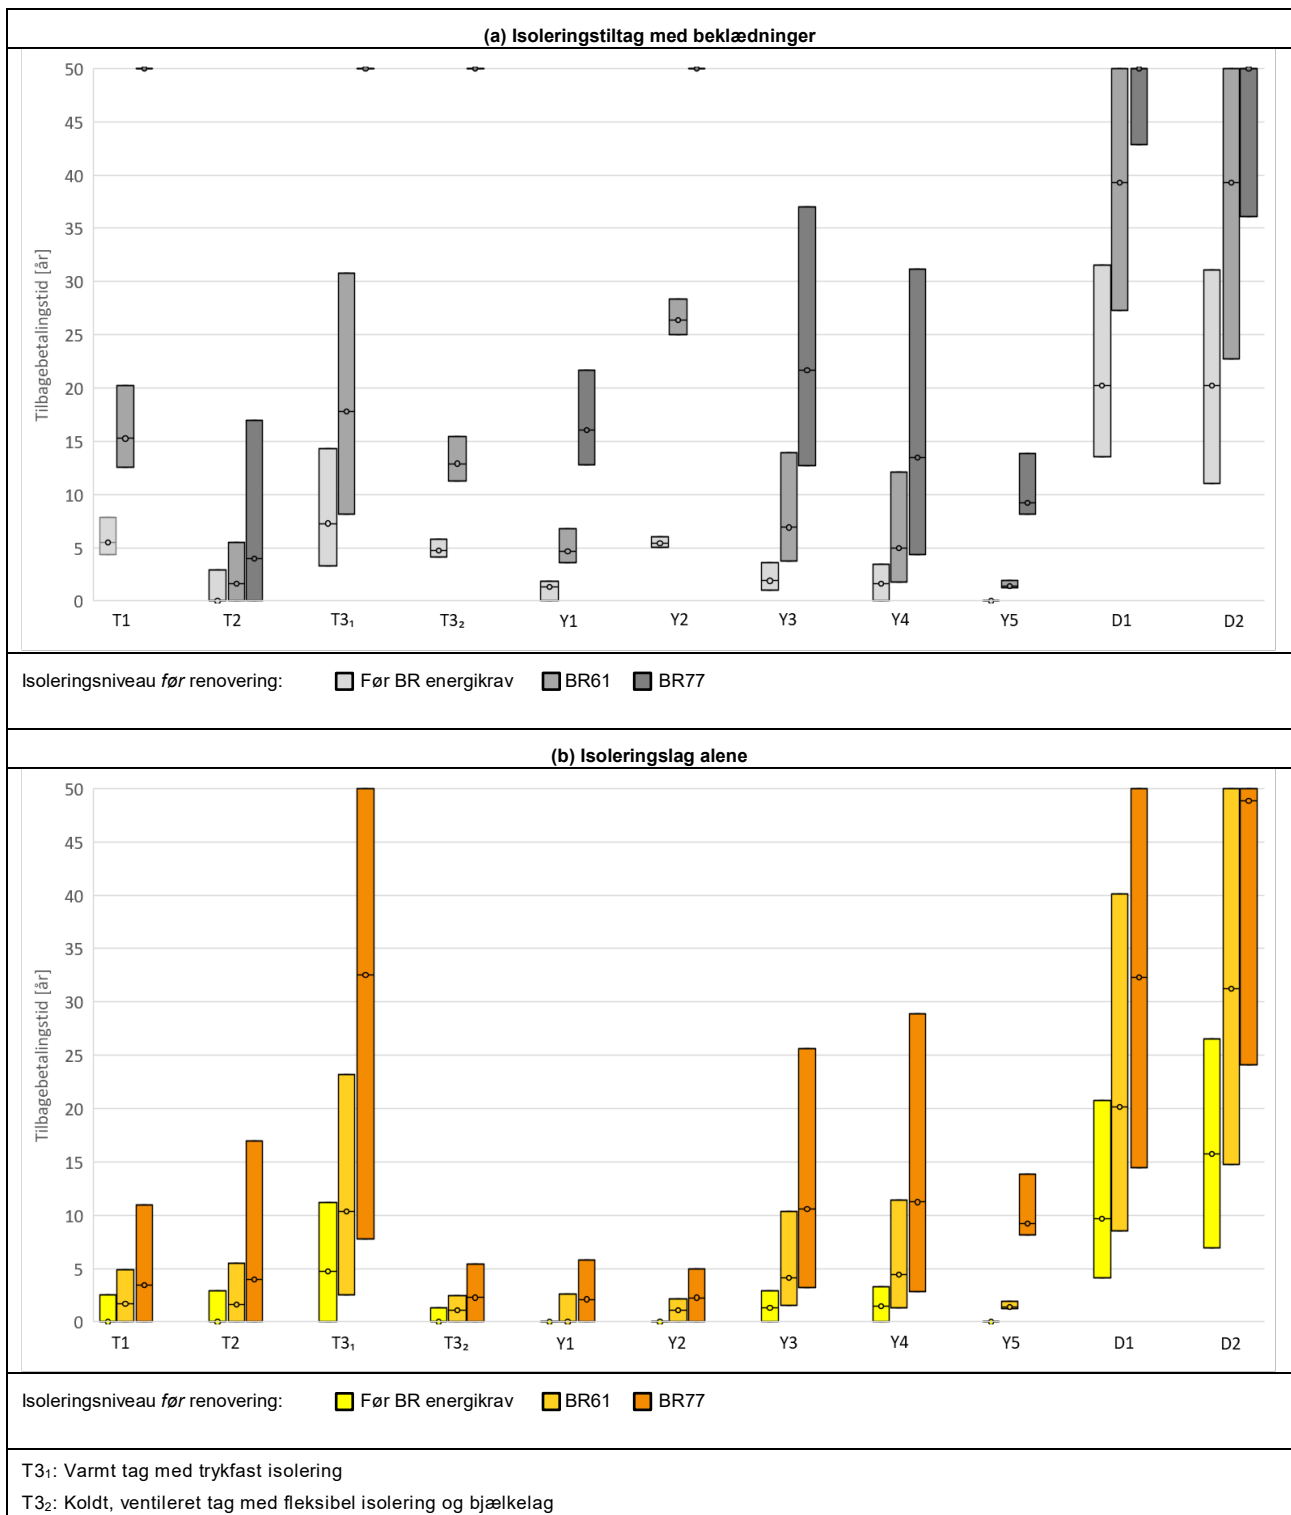 (a) Isoleringstiltag med beklædninger
Tilbagebetalingstid [år]
50
45
40
35
30
25
20
15
10
5
0
T1 T2 T3₁ T3₂ Y1 Y2 Y3 Y4 Y5 D1 D2
Isoleringsniveau før renovering: Før BR energikrav BR61 BR77
(b) Isoleringslag alene
Tilbagebetalingstid [år]
50
45
40
35
30
25
20
15
10
5
0
T1 T2 T3₁ T3₂ Y1 Y2 Y3 Y4 Y5 D1 D2
Isoleringsniveau før renovering: Før BR energikrav BR61 BR77
T3₁: Varmt tag med trykfast isolering
T3₂: Koldt, ventileret tag med fleksibel isolering og bjælkelag